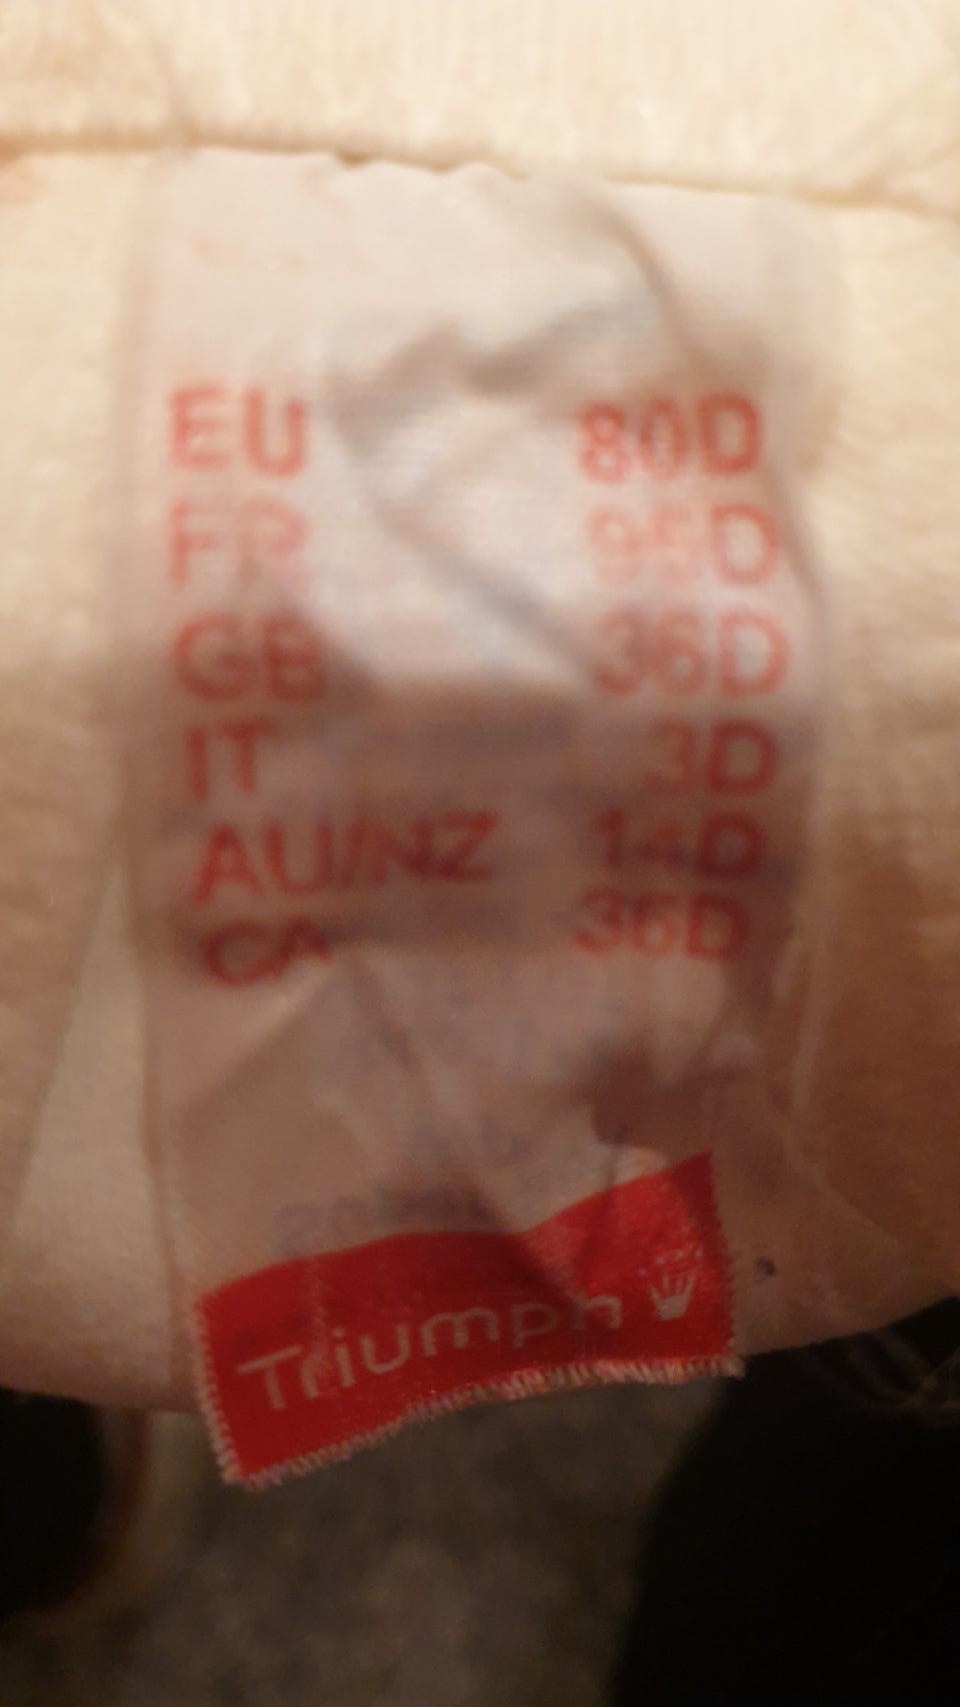 EU 80D
FR 95D
GB 36D
IT 3D
AU/NZ 14D
CA 36D
Triumph